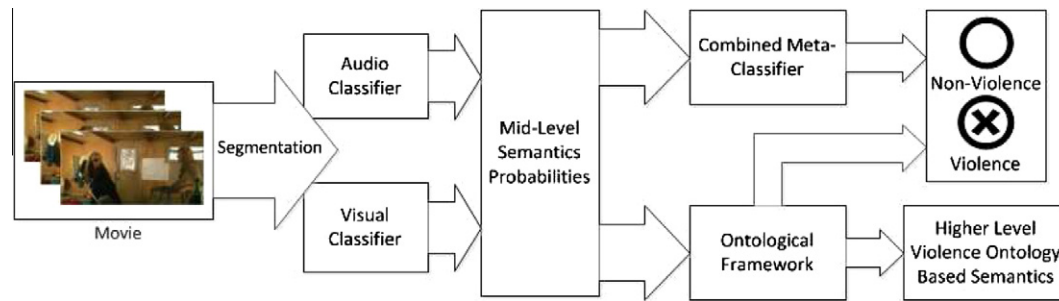 Movie
Segmentation
Audio
Classifier
Visual
Classifier
Mid-Level
Semantics
Probabilities
Combined Meta-
Classifier
Ontological
Framework
Non-Violence
Violence
Higher Level
Violence Ontology
Based Semantics